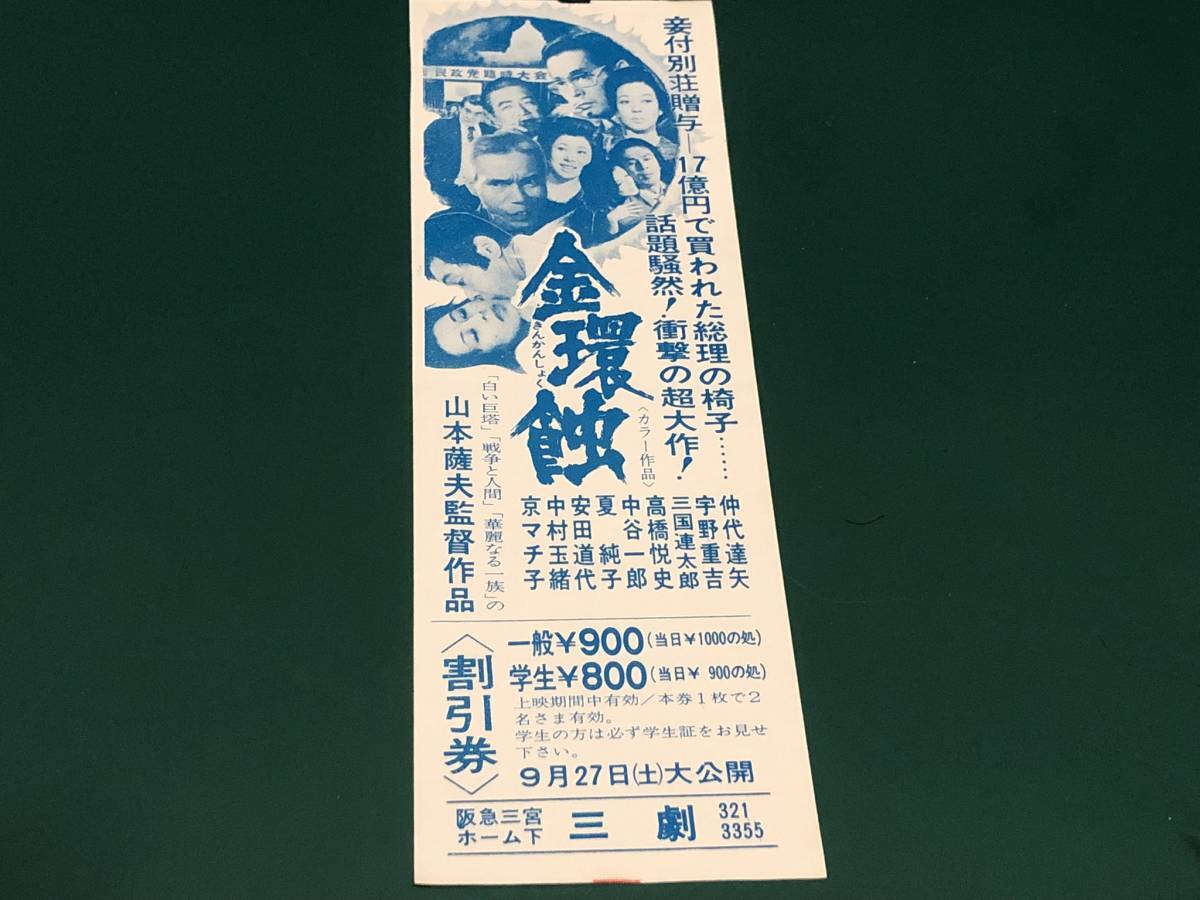 妾付別荘贈与―17億円で買われた総理の椅子……
話題騒然！衝撃の超大作！
民政党臨時大会
金環蝕
きんかんしょく
〈カラー作品〉
「白い巨塔」「戦争と人間」「華麗なる一族」の
山本薩夫監督作品
仲代達矢
宇野重吉
三国連太郎
高橋悦史
中谷一郎
夏純子
安田道代
中村玉緒
京マチ子
〈割引券〉
一般¥900(当日¥1000の処)
学生¥800(当日¥ 900の処)
上映期間中有効/本券1枚で2
名さま有効。
学生の方は必ず学生証をお見せ
下さい。
9月27日(土)大公開
阪急三宮
ホーム下
三劇
321
3355